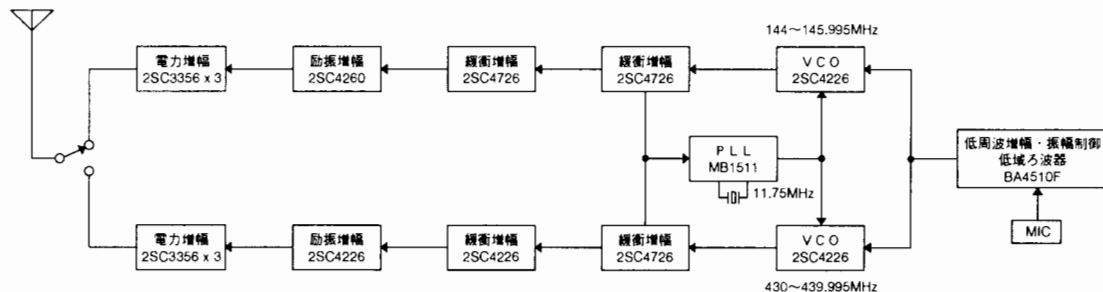 144～145.995MHz
電力増幅
2SC3356 x 3
励振増幅
2SC4260
緩衝増幅
2SC4726
緩衝増幅
2SC4726
VCO
2SC4226
PLL
MB1511
11.75MHz
低周波増幅・振幅制御
低域ろ波器
BA4510F
MIC
電力増幅
2SC3356 x 3
励振増幅
2SC4226
緩衝増幅
2SC4226
緩衝増幅
2SC4726
VCO
2SC4226
430～439.995MHz